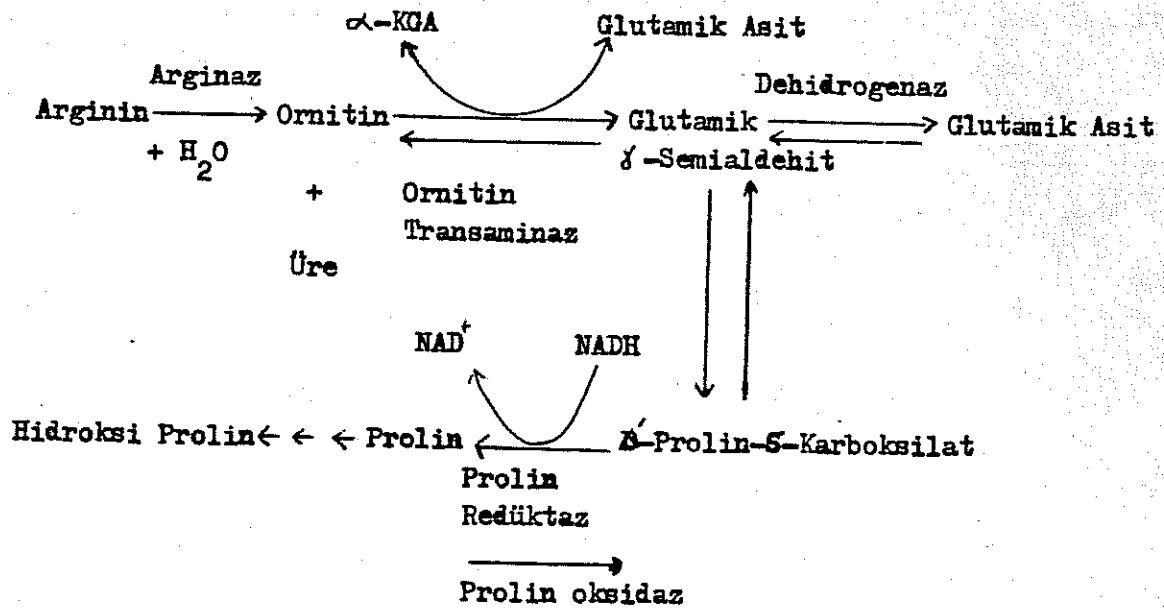 α-KGA Glutamik Asit
Arginaz Dehidrogenaz
Arginin Ornitin Glutamik Glutamik Asit
+ H2O γ-Semialdehit
+ Ornitin
Transaminaz
Üre
NAD+ NADH
Hidroksi Prolin Prolin Δ'-Prolin-5-Karboksilat
Prolin
Redüktaz
Prolin oksidaz